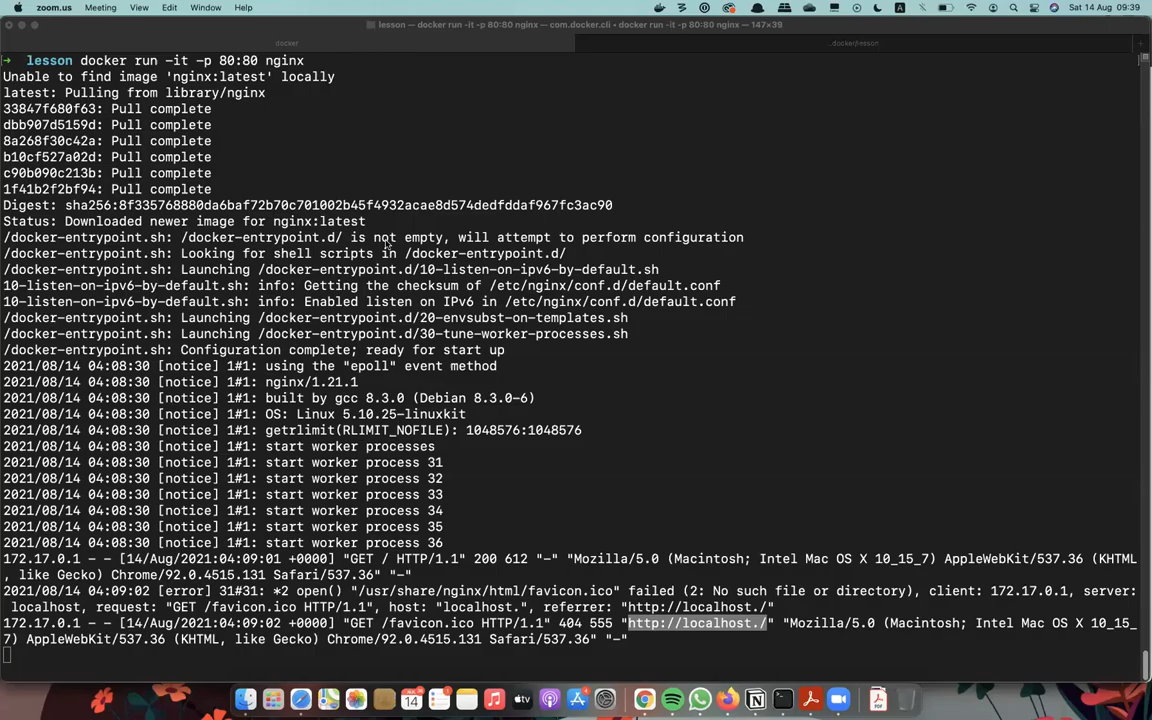 zoom.us Meeting View Edit Window Help Sat 14 Aug 09:39
lesson — docker run -it -p 80:80 nginx — com.docker.cli • docker run -it -p 80:80 nginx — 147×39
docker ..docker/lesson
➜ lesson docker run -it -p 80:80 nginx
Unable to find image 'nginx:latest' locally
latest: Pulling from library/nginx
33847f680f63: Pull complete
dbb907d5159d: Pull complete
8a268f30c42a: Pull complete
b10cf527a02d: Pull complete
c90b090c213b: Pull complete
1f41b2f2bf94: Pull complete
Digest: sha256:8f335768880da6baf72b70c701002b45f4932acae8d574dedfddaf967fc3ac90
Status: Downloaded newer image for nginx:latest
/docker-entrypoint.sh: /docker-entrypoint.d/ is not empty, will attempt to perform configuration
/docker-entrypoint.sh: Looking for shell scripts in /docker-entrypoint.d/
/docker-entrypoint.sh: Launching /docker-entrypoint.d/10-listen-on-ipv6-by-default.sh
10-listen-on-ipv6-by-default.sh: info: Getting the checksum of /etc/nginx/conf.d/default.conf
10-listen-on-ipv6-by-default.sh: info: Enabled listen on IPv6 in /etc/nginx/conf.d/default.conf
/docker-entrypoint.sh: Launching /docker-entrypoint.d/20-envsubst-on-templates.sh
/docker-entrypoint.sh: Launching /docker-entrypoint.d/30-tune-worker-processes.sh
/docker-entrypoint.sh: Configuration complete; ready for start up
2021/08/14 04:08:30 [notice] 1#1: using the "epoll" event method
2021/08/14 04:08:30 [notice] 1#1: nginx/1.21.1
2021/08/14 04:08:30 [notice] 1#1: built by gcc 8.3.0 (Debian 8.3.0-6)
2021/08/14 04:08:30 [notice] 1#1: OS: Linux 5.10.25-linuxkit
2021/08/14 04:08:30 [notice] 1#1: getrlimit(RLIMIT_NOFILE): 1048576:1048576
2021/08/14 04:08:30 [notice] 1#1: start worker processes
2021/08/14 04:08:30 [notice] 1#1: start worker process 31
2021/08/14 04:08:30 [notice] 1#1: start worker process 32
2021/08/14 04:08:30 [notice] 1#1: start worker process 33
2021/08/14 04:08:30 [notice] 1#1: start worker process 34
2021/08/14 04:08:30 [notice] 1#1: start worker process 35
2021/08/14 04:08:30 [notice] 1#1: start worker process 36
172.17.0.1 - - [14/Aug/2021:04:09:01 +0000] "GET / HTTP/1.1" 200 612 "-" "Mozilla/5.0 (Macintosh; Intel Mac OS X 10_15_7) AppleWebKit/537.36 (KHTML
, like Gecko) Chrome/92.0.4515.131 Safari/537.36" "-"
2021/08/14 04:09:02 [error] 31#31: *2 open() "/usr/share/nginx/html/favicon.ico" failed (2: No such file or directory), client: 172.17.0.1, server:
localhost, request: "GET /favicon.ico HTTP/1.1", host: "localhost.", referrer: "http://localhost./"
172.17.0.1 - - [14/Aug/2021:04:09:02 +0000] "GET /favicon.ico HTTP/1.1" 404 555 "http://localhost./" "Mozilla/5.0 (Macintosh; Intel Mac OS X 10_15_
7) AppleWebKit/537.36 (KHTML, like Gecko) Chrome/92.0.4515.131 Safari/537.36" "-"